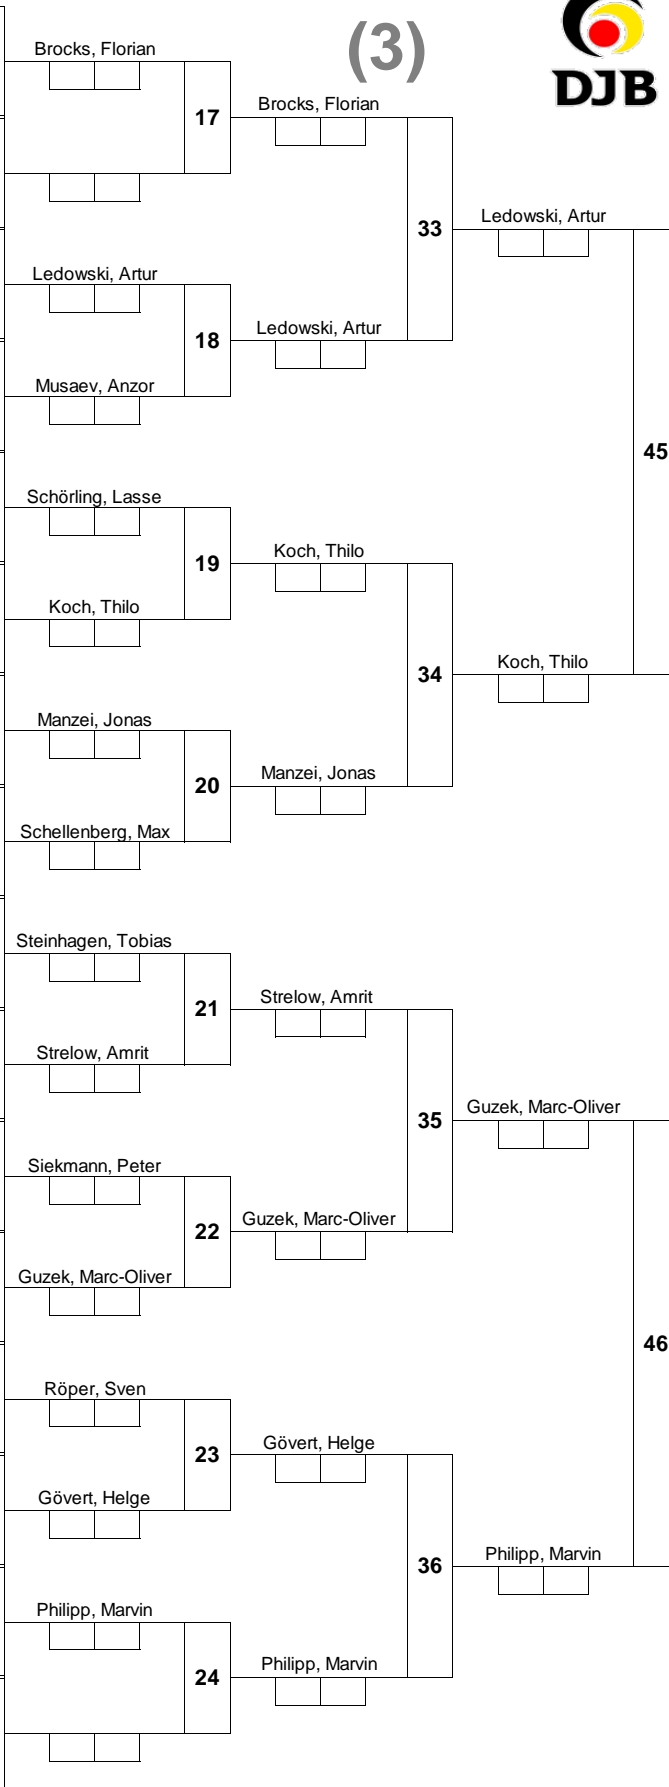 (3)
DJB
Brocks, Florian
17
Brocks, Florian
33
Ledowski, Artur
Ledowski, Artur
18
Ledowski, Artur
Musaev, Anzor
45
Schörling, Lasse
19
Koch, Thilo
Koch, Thilo
34
Koch, Thilo
Manzei, Jonas
20
Manzei, Jonas
Schellenberg, Max
Steinhagen, Tobias
21
Strelow, Amrit
Strelow, Amrit
35
Guzek, Marc-Oliver
Siekmann, Peter
22
Guzek, Marc-Oliver
Guzek, Marc-Oliver
46
Röper, Sven
23
Gövert, Helge
Gövert, Helge
36
Philipp, Marvin
Philipp, Marvin
24
Philipp, Marvin